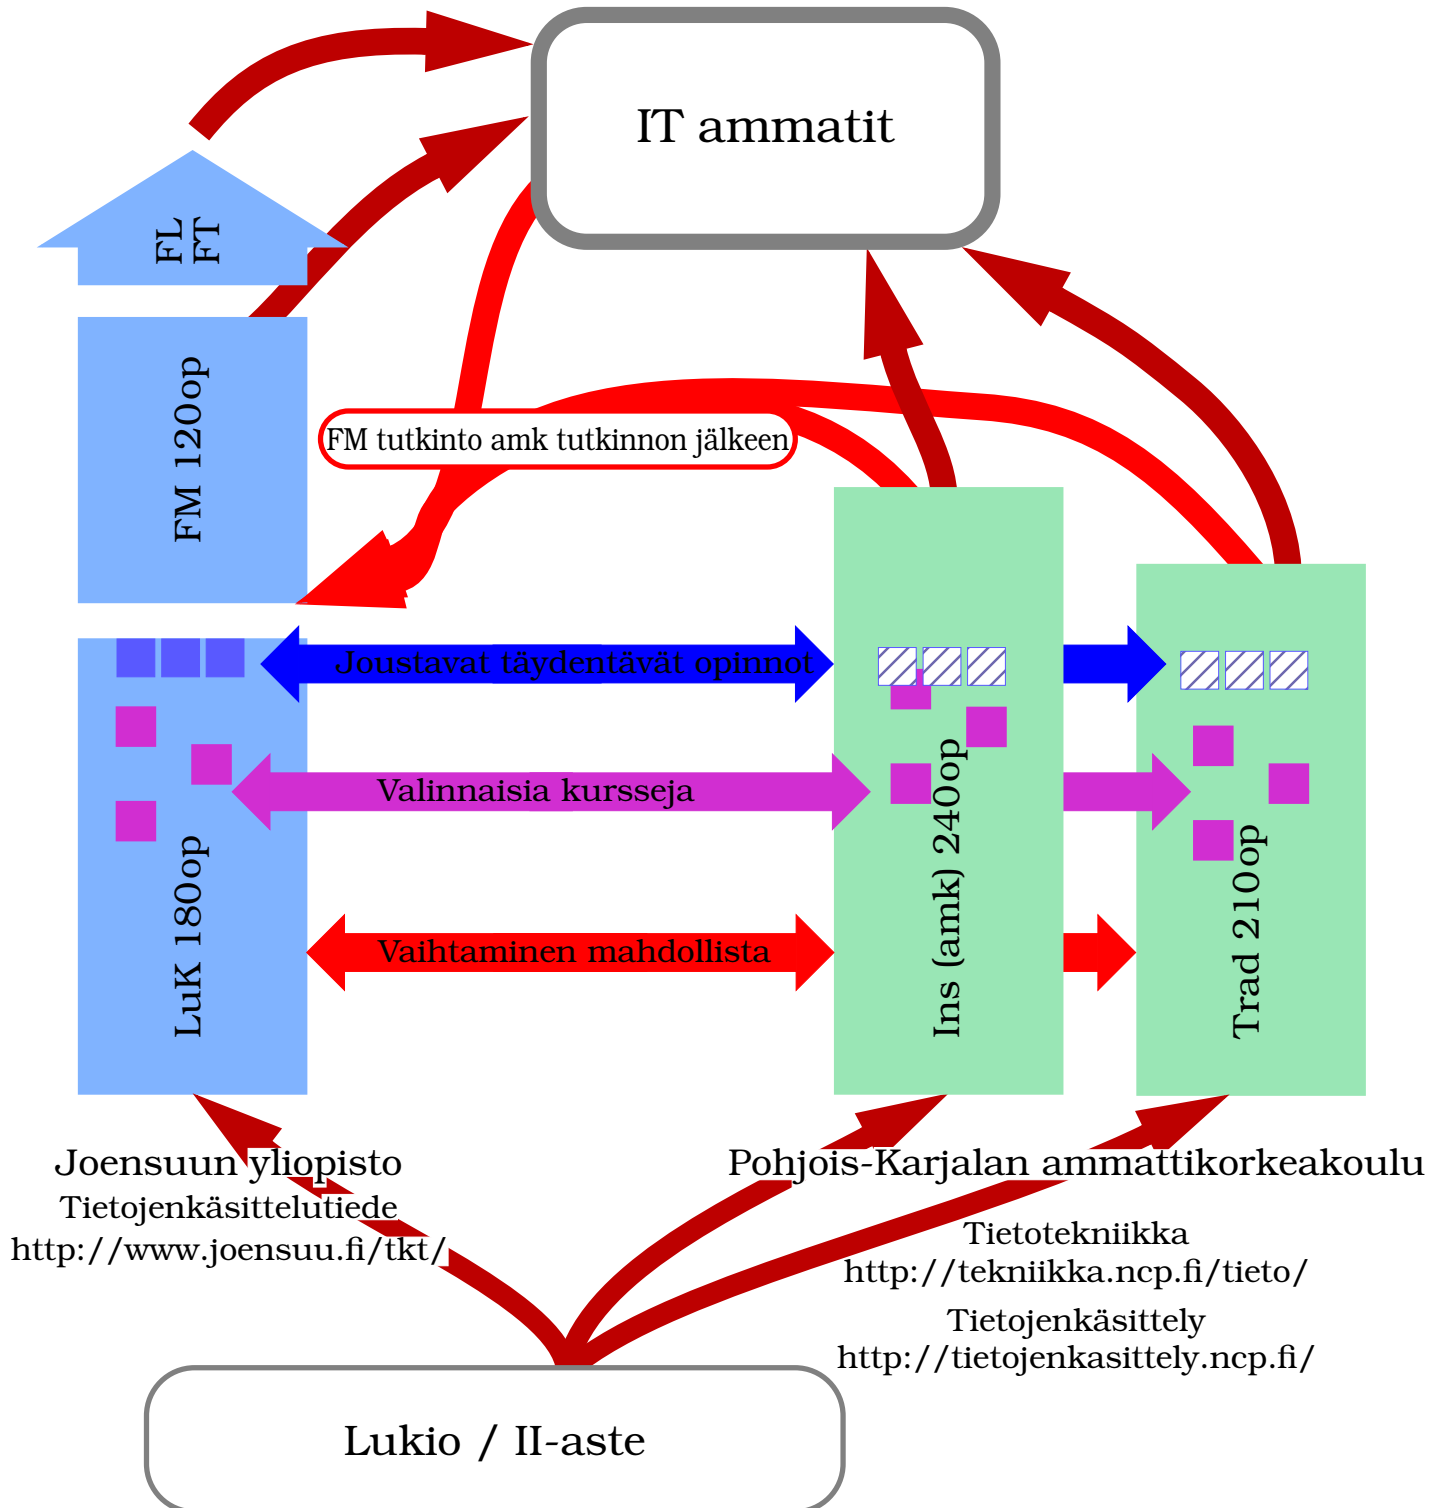 IT ammatit
FL
FT
FM 120op
FM tutkinto amk tutkinnon jälkeen
Joustavat täydentävät opinnot
Valinnaisia kursseja
Vaihtaminen mahdollista
LuK 180op
Ins (amk) 240op
Trad 210op
Joensuun yliopisto
Tietojenkäsittelutiede
http://www.joensuu.fi/tkt/
Pohjois-Karjalan ammattikorkeakoulu
Tietotekniikka
http://tekniikka.ncp.fi/tieto/
Tietojenkäsittely
http://tietojenkasittely.ncp.fi/
Lukio / II-aste